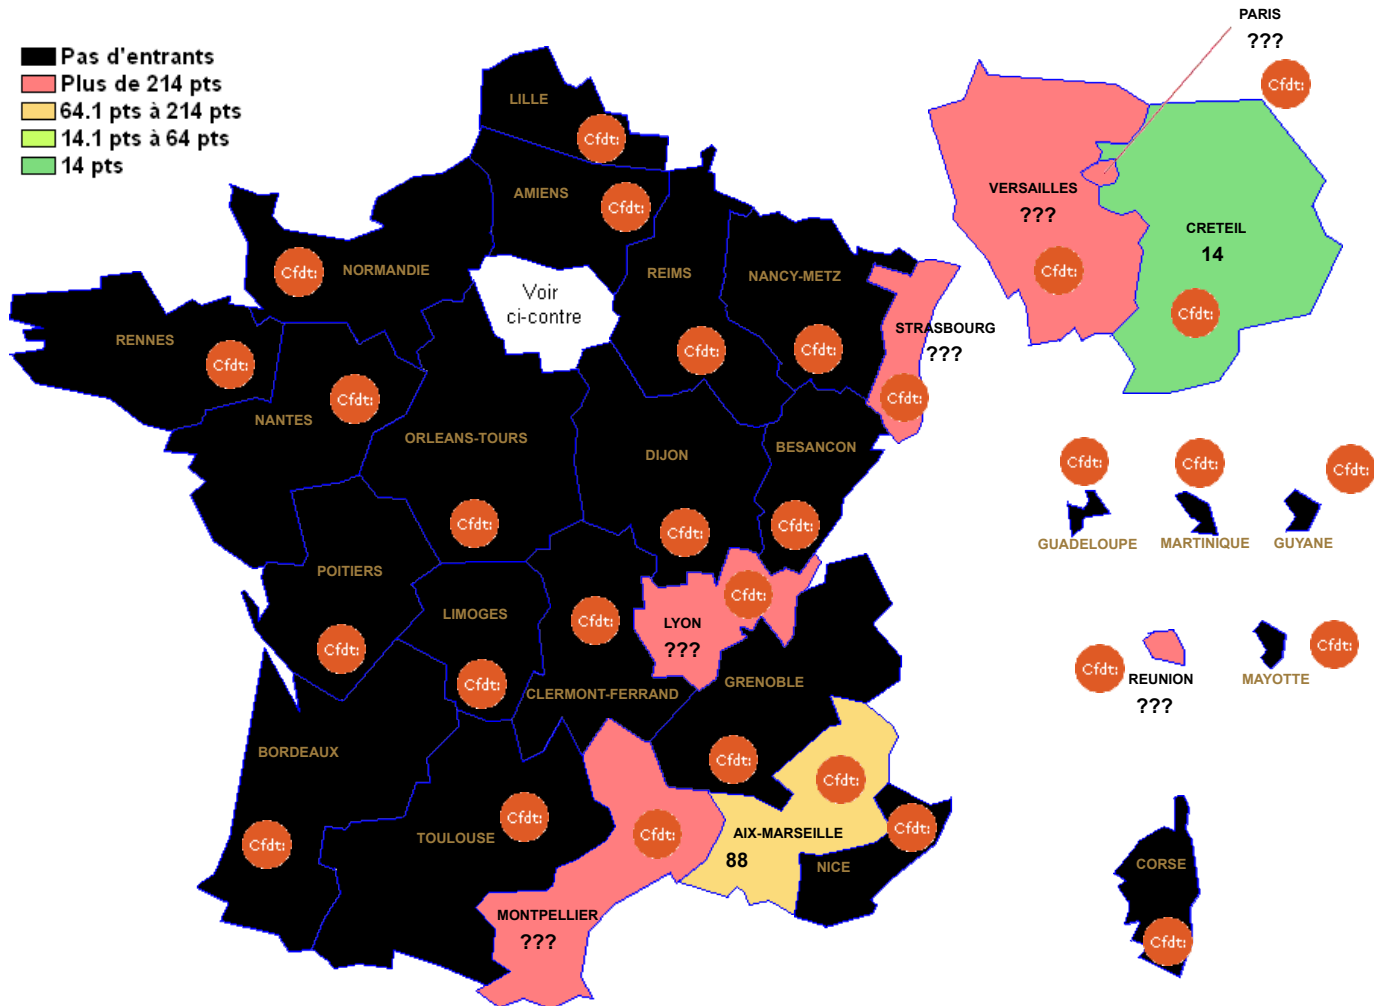 Pas d'entrants
Plus de 214 pts
64.1 pts à 214 pts
14.1 pts à 64 pts
14 pts
PARIS
???
Cfdt:
LILLE
Cfdt:
AMIENS
Cfdt:
VERSAILLES
???
Cfdt:
CRETEIL
14
Cfdt:
NORMANDIE
Cfdt:
REIMS
Cfdt:
NANCY-METZ
Cfdt:
Voir
ci-contre
STRASBOURG
???
Cfdt:
RENNES
Cfdt:
NANTES
Cfdt:
ORLEANS-TOURS
Cfdt:
DIJON
Cfdt:
BESANCON
Cfdt:
Cfdt:
GUADELOUPE
Cfdt:
MARTINIQUE
Cfdt:
GUYANE
POITIERS
Cfdt:
LIMOGES
Cfdt:
Cfdt:
CLERMONT-FERRAND
LYON
???
Cfdt:
GRENOBLE
Cfdt:
Cfdt:
REUNION
???
MAYOTTE
Cfdt:
BORDEAUX
Cfdt:
TOULOUSE
Cfdt:
MONTPELLIER
???
Cfdt:
AIX-MARSEILLE
88
Cfdt:
NICE
Cfdt:
CORSE
Cfdt: